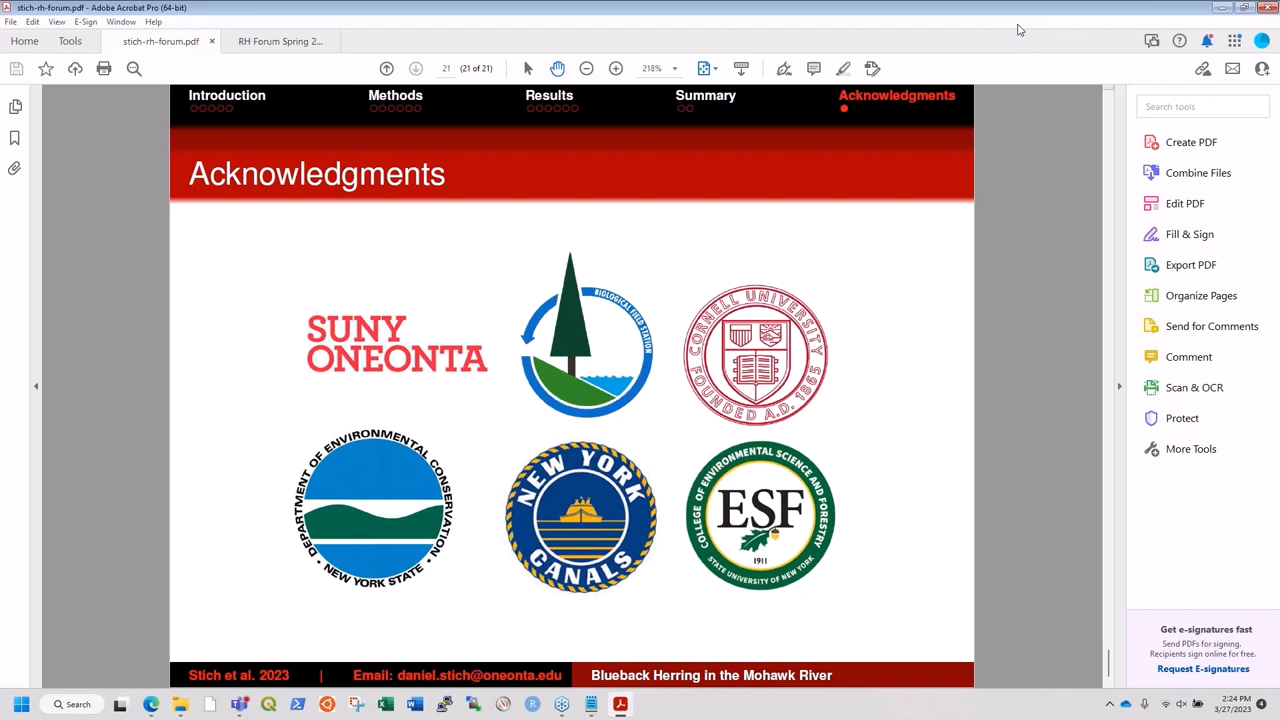 stich-rh-forum.pdf - Adobe Acrobat Pro (64-bit)
File Edit View E-Sign Window Help
Home Tools stich-rh-forum.pdf × RH Forum Spring 2...
21 (21 of 21) 218%
Introduction Methods Results Summary Acknowledgments
Acknowledgments
SUNY
ONEONTA
BIOLOGICAL FIELD STATION
CORNELL UNIVERSITY
FOUNDED A.D. 1865
DEPARTMENT OF ENVIRONMENTAL CONSERVATION
• NEW YORK STATE •
NEW YORK
CANALS
COLLEGE OF ENVIRONMENTAL SCIENCE AND FORESTRY
ESF
1911
STATE UNIVERSITY OF NEW YORK
Stich et al. 2023 | Email: daniel.stich@oneonta.edu Blueback Herring in the Mohawk River
Search tools
Create PDF
Combine Files
Edit PDF
Fill & Sign
Export PDF
Organize Pages
Send for Comments
Comment
Scan & OCR
Protect
More Tools
Get e-signatures fast
Send PDFs for signing.
Recipients sign online for free.
Request E-signatures
Search
2:24 PM
3/27/2023